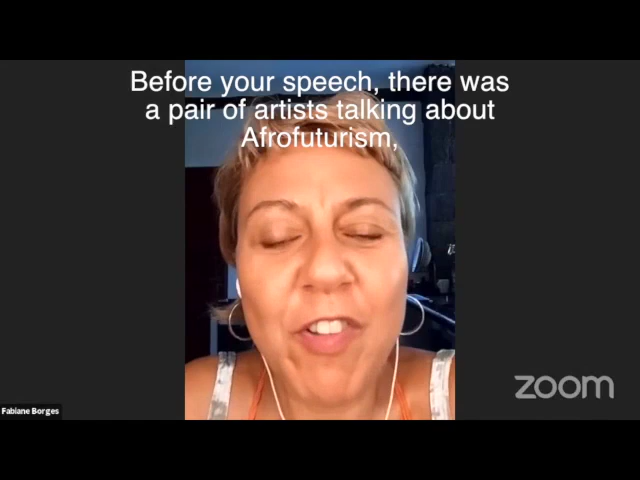 Before your speech, there was
a pair of artists talking about
Afrofuturism,
zoom
Fabiane Borges